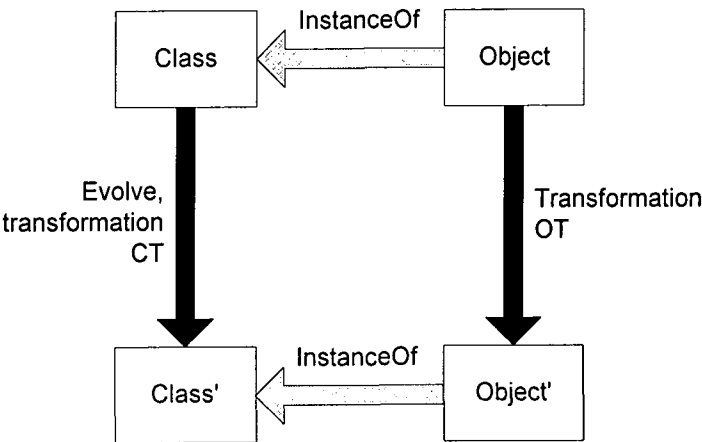 InstanceOf
Class
Object
Evolve,
transformation
CT
Transformation
OT
InstanceOf
Class'
Object'